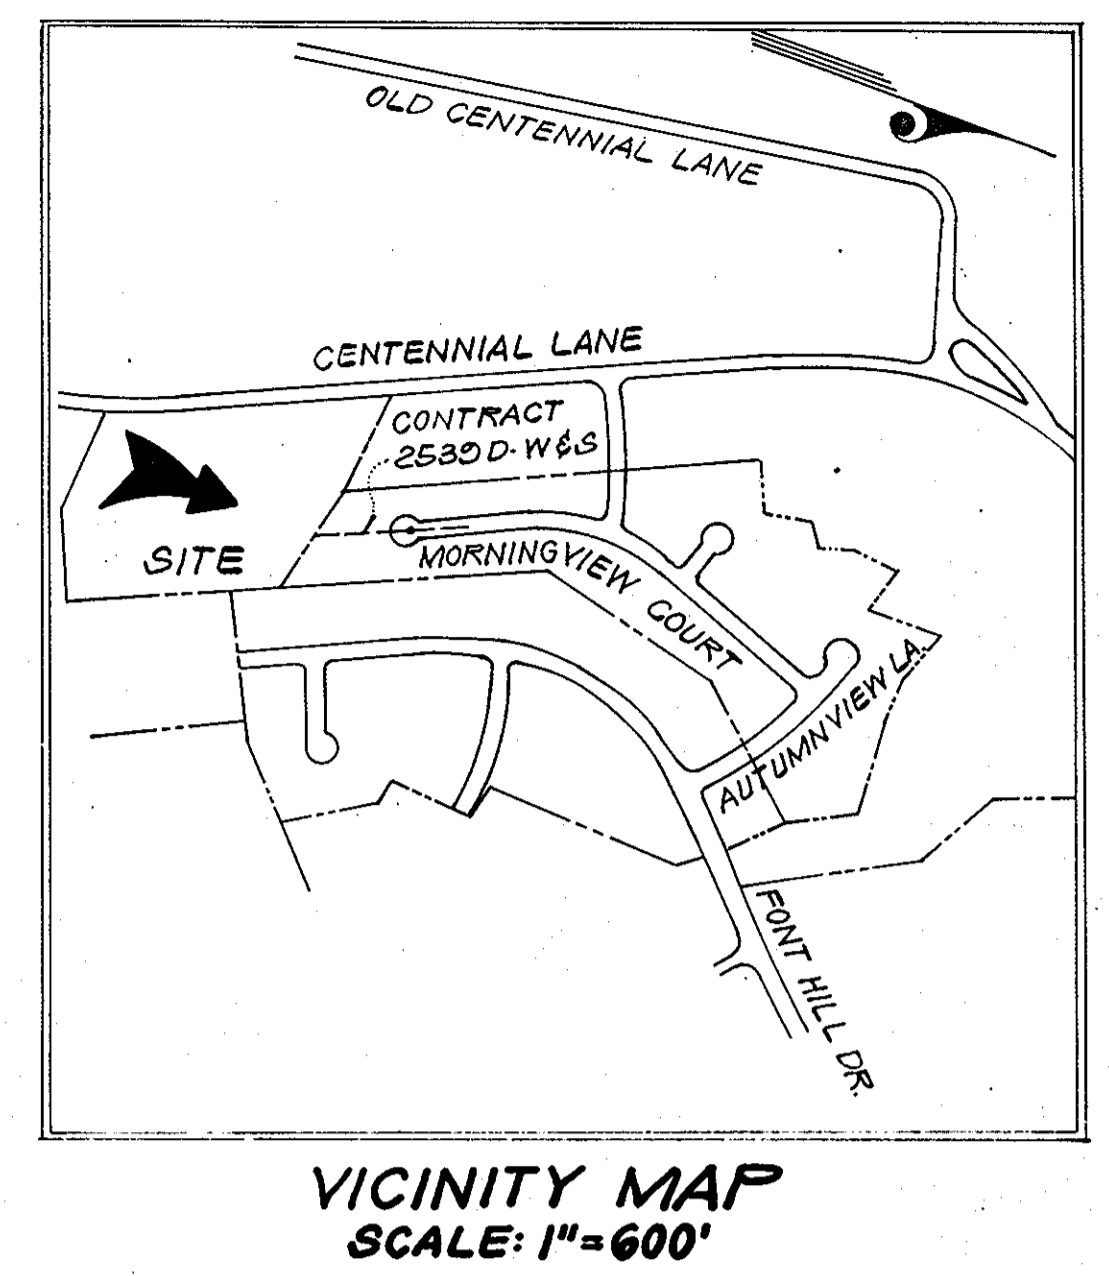 OLD CENTENNIAL LANE
CENTENNIAL LANE
CONTRACT
2539 D·W&S
SITE
MORNINGVIEW COURT
AUTUMNVIEW LA.
FONT HILL DR.
VICINITY MAP
SCALE: 1"=600'